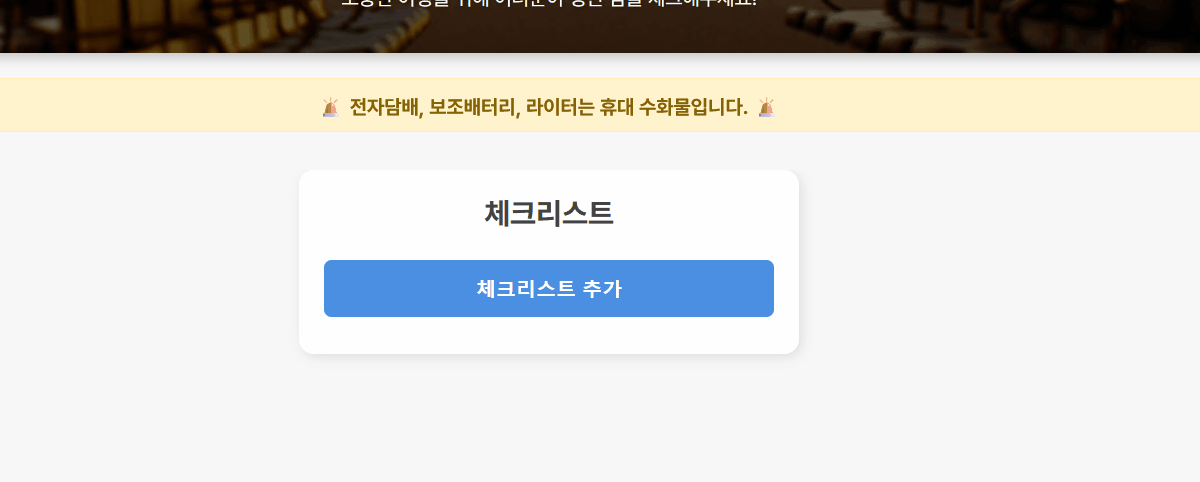 🚨 전자담배, 보조배터리, 라이터는 휴대 수화물입니다. 🚨
체크리스트
체크리스트 추가